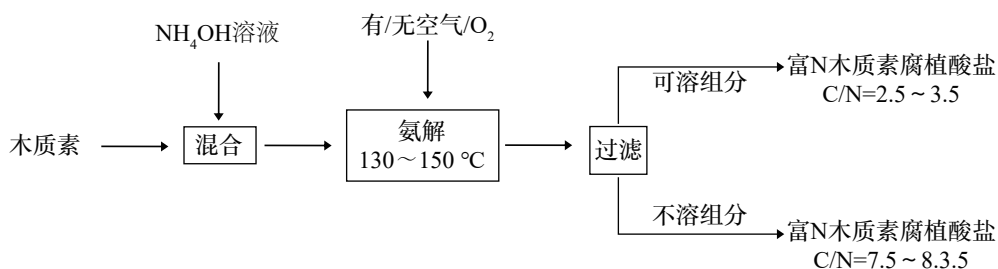 NH₄OH溶液
有/无空气/O₂
木质素
混合
氨解
130～150 ℃
过滤
可溶组分
富N木质素腐植酸盐
C/N=2.5～3.5
不溶组分
富N木质素腐植酸盐
C/N=7.5～8.3.5